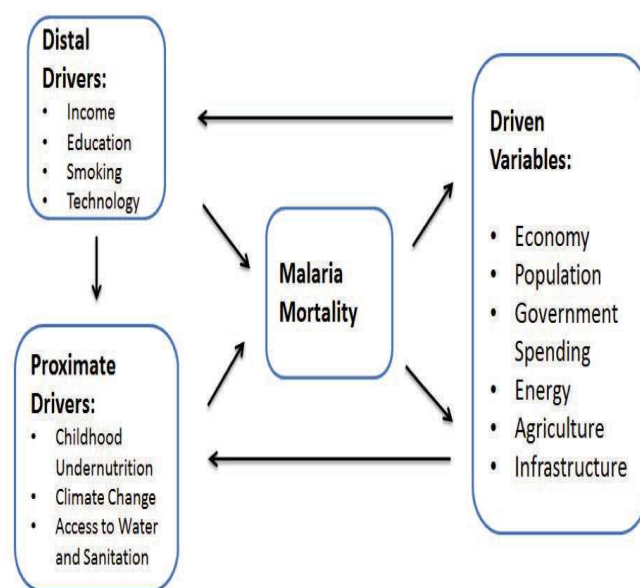 Distal
Drivers:
• Income
• Education
• Smoking
• Technology
Proximate
Drivers:
• Childhood
Undernutrition
• Climate Change
• Access to Water
and Sanitation
Malaria
Mortality
Driven
Variables:
• Economy
• Population
• Government
Spending
• Energy
• Agriculture
• Infrastructure